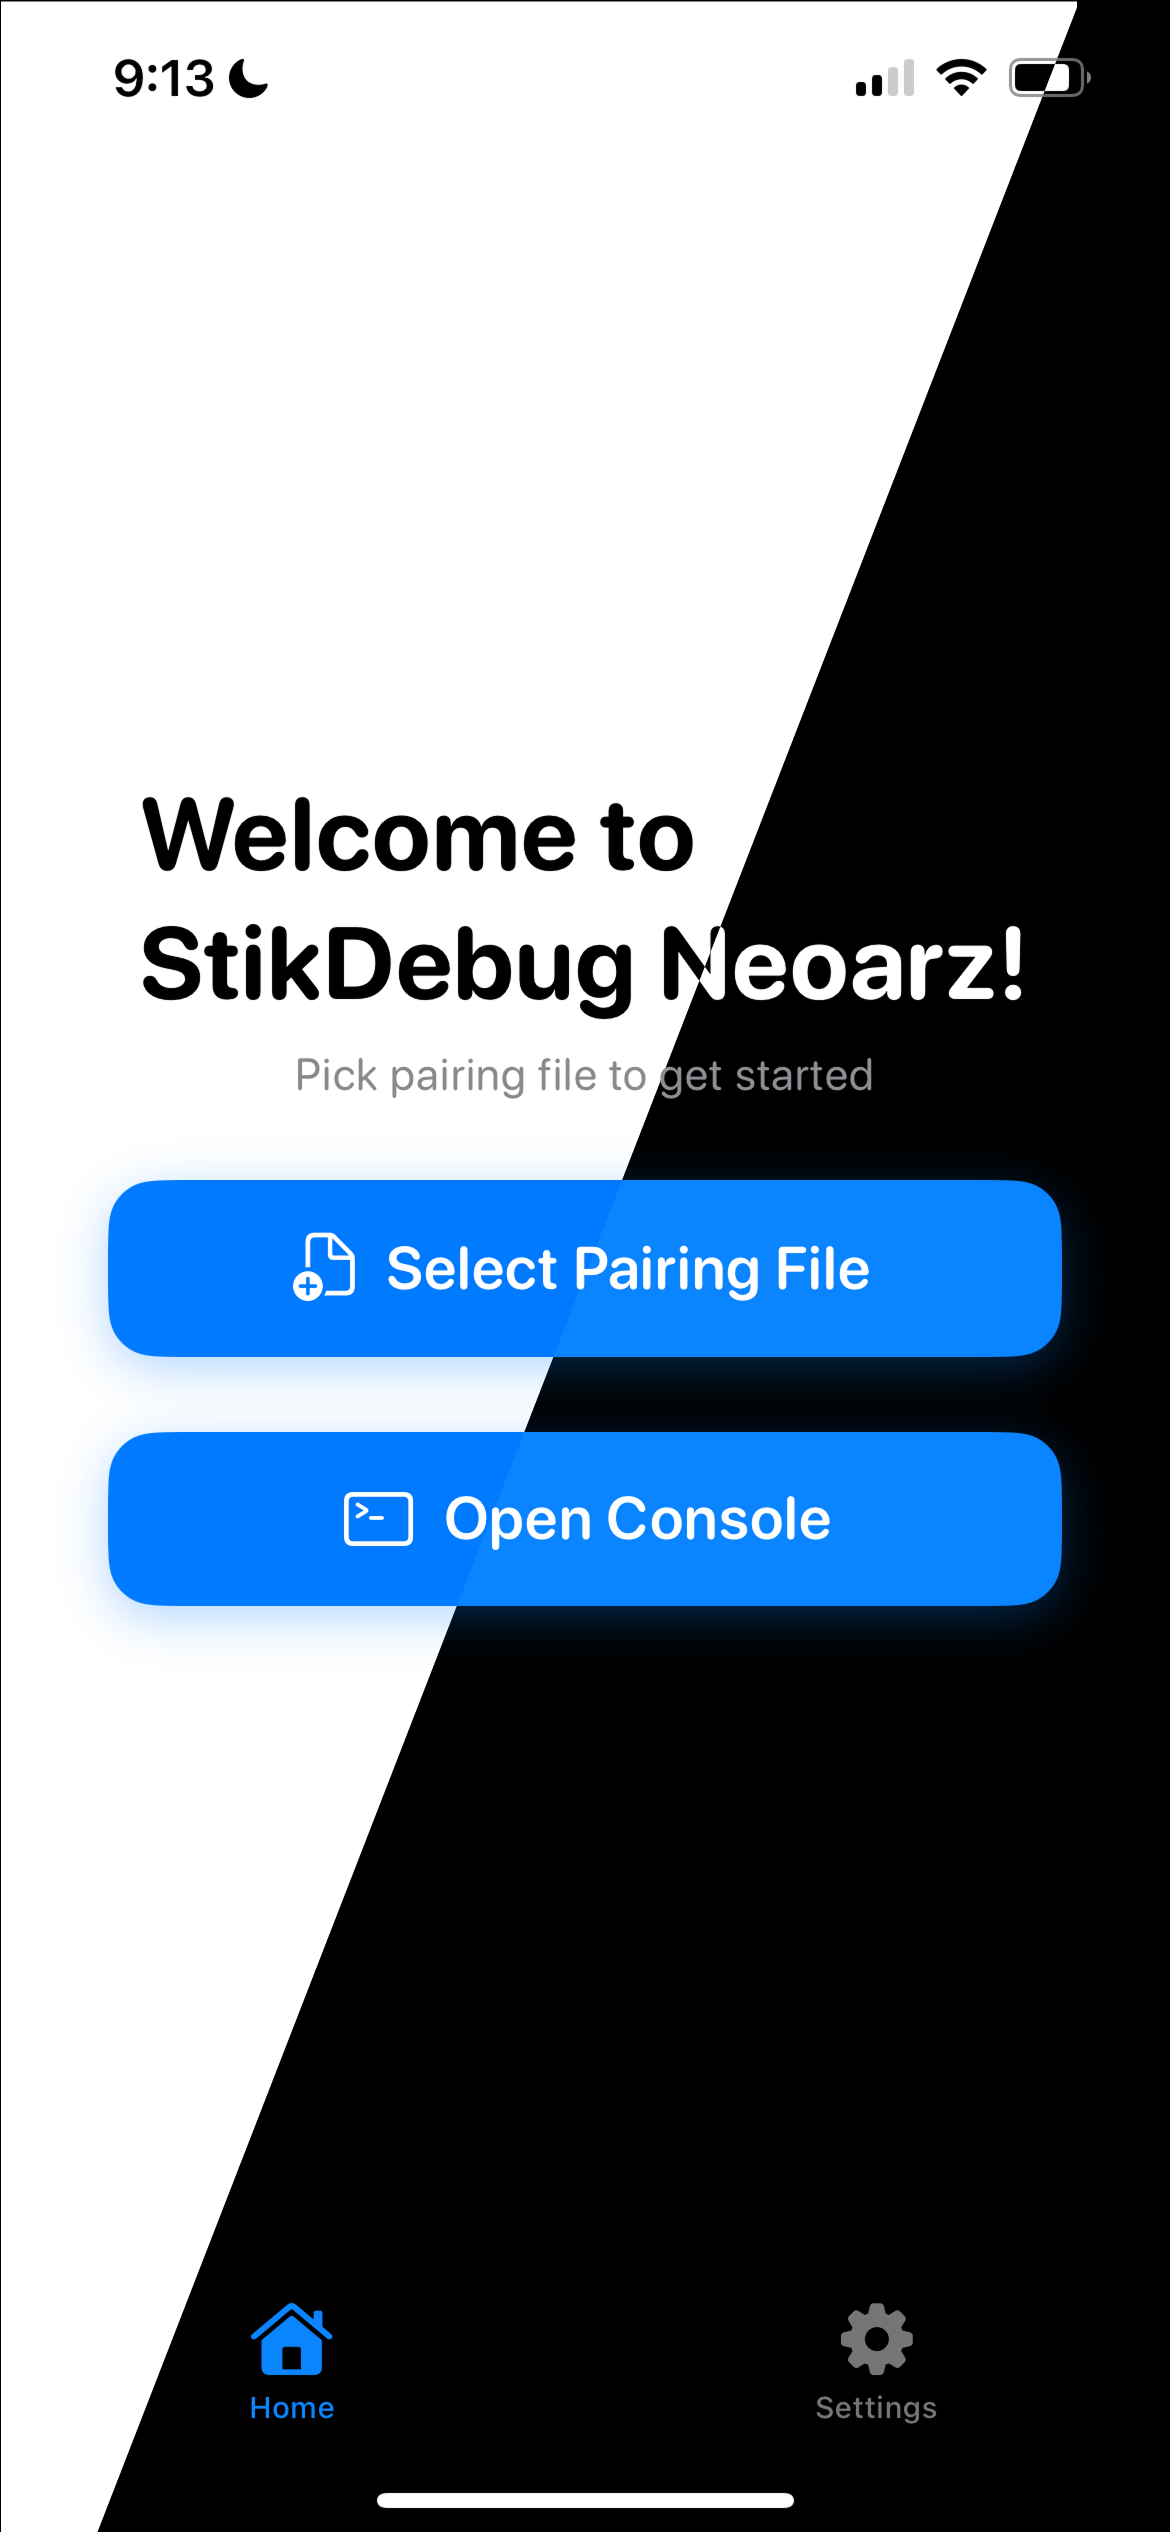 9:13
Welcome to
StikDebug Neoarz!
Pick pairing file to get started
Select Pairing File
Open Console
Home
Settings